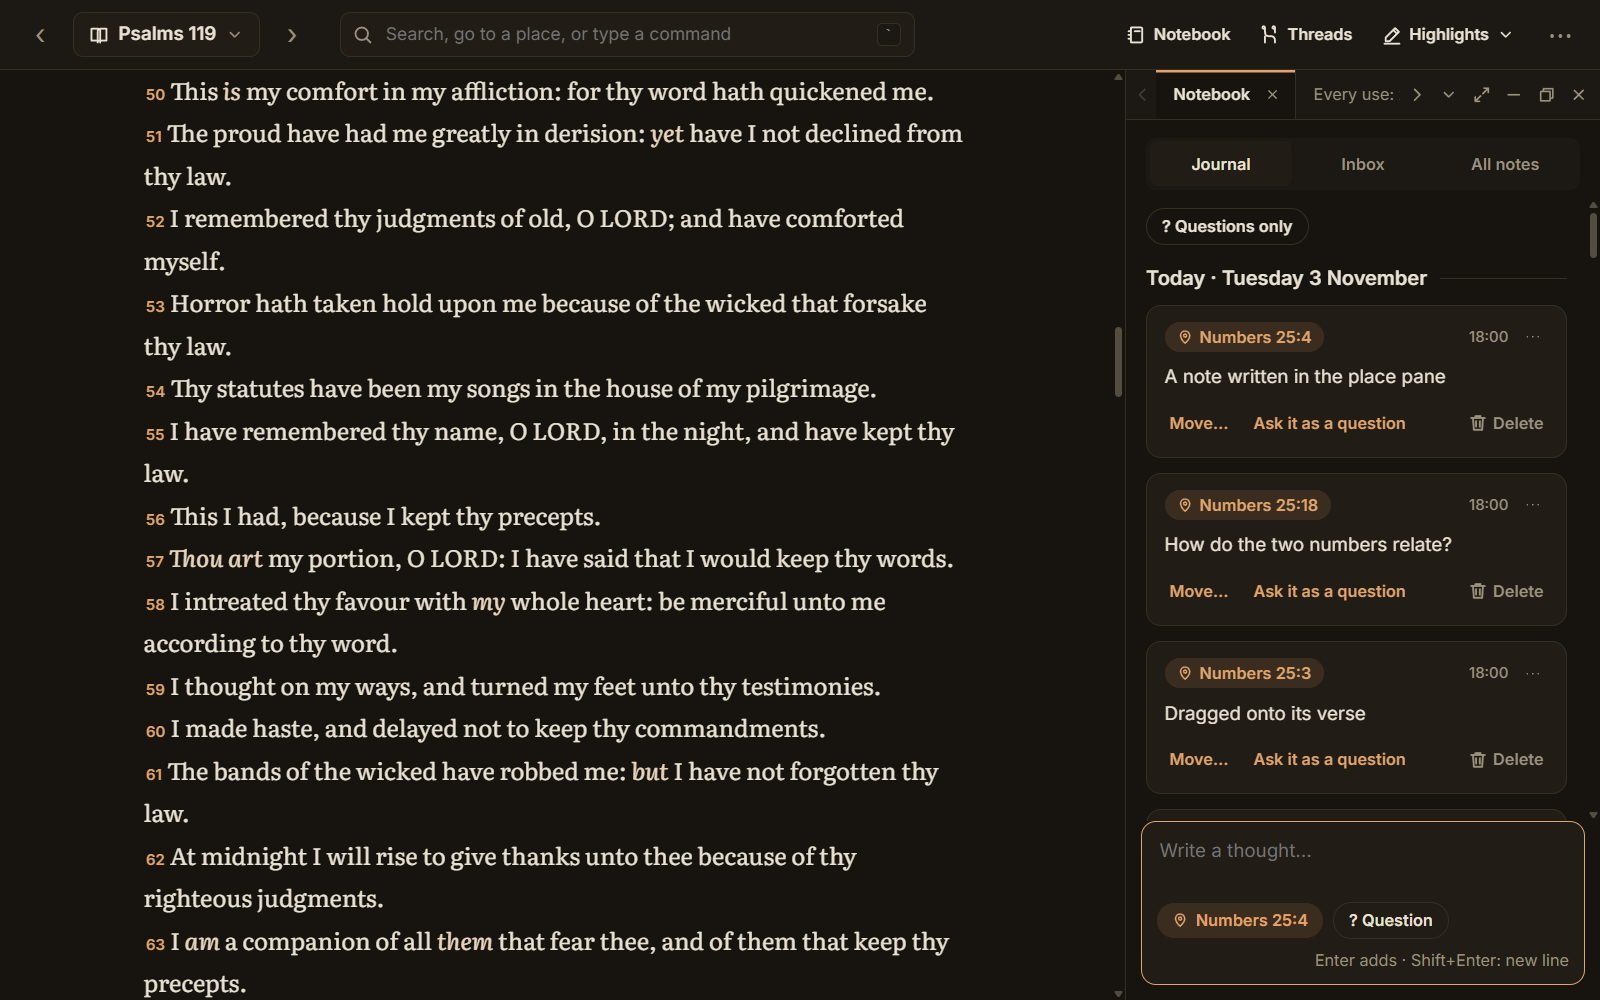 Psalms 119
Search, go to a place, or type a command
`
Notebook
Threads
Highlights
50 This is my comfort in my affliction: for thy word hath quickened me.
51 The proud have had me greatly in derision: yet have I not declined from
thy law.
52 I remembered thy judgments of old, O LORD; and have comforted
myself.
53 Horror hath taken hold upon me because of the wicked that forsake
thy law.
54 Thy statutes have been my songs in the house of my pilgrimage.
55 I have remembered thy name, O LORD, in the night, and have kept thy
law.
56 This I had, because I kept thy precepts.
57 Thou art my portion, O LORD: I have said that I would keep thy words.
58 I intreated thy favour with my whole heart: be merciful unto me
according to thy word.
59 I thought on my ways, and turned my feet unto thy testimonies.
60 I made haste, and delayed not to keep thy commandments.
61 The bands of the wicked have robbed me: but I have not forgotten thy
law.
62 At midnight I will rise to give thanks unto thee because of thy
righteous judgments.
63 I am a companion of all them that fear thee, and of them that keep thy
precepts.
Notebook
Every use:
Journal
Inbox
All notes
? Questions only
Today · Tuesday 3 November
Numbers 25:4
18:00
A note written in the place pane
Move...
Ask it as a question
Delete
Numbers 25:18
18:00
How do the two numbers relate?
Move...
Ask it as a question
Delete
Numbers 25:3
18:00
Dragged onto its verse
Move...
Ask it as a question
Delete
Write a thought...
Numbers 25:4
? Question
Enter adds · Shift+Enter: new line